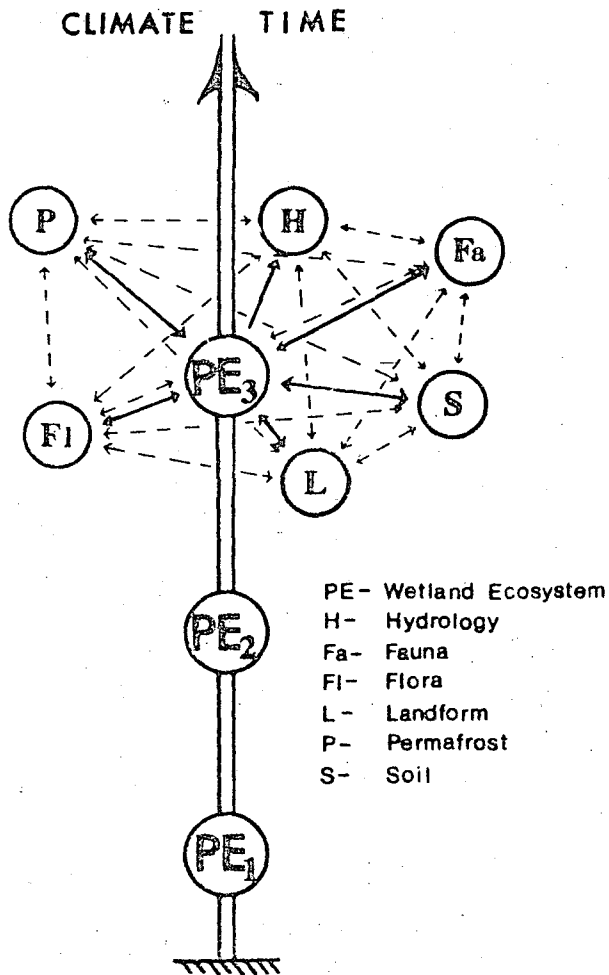 CLIMATE TIME
P
H
Fa
PE3
Fl
S
L
PE2
PE1
PE- Wetland Ecosystem
H- Hydrology
Fa- Fauna
Fl- Flora
L- Landform
P- Permafrost
S- Soil